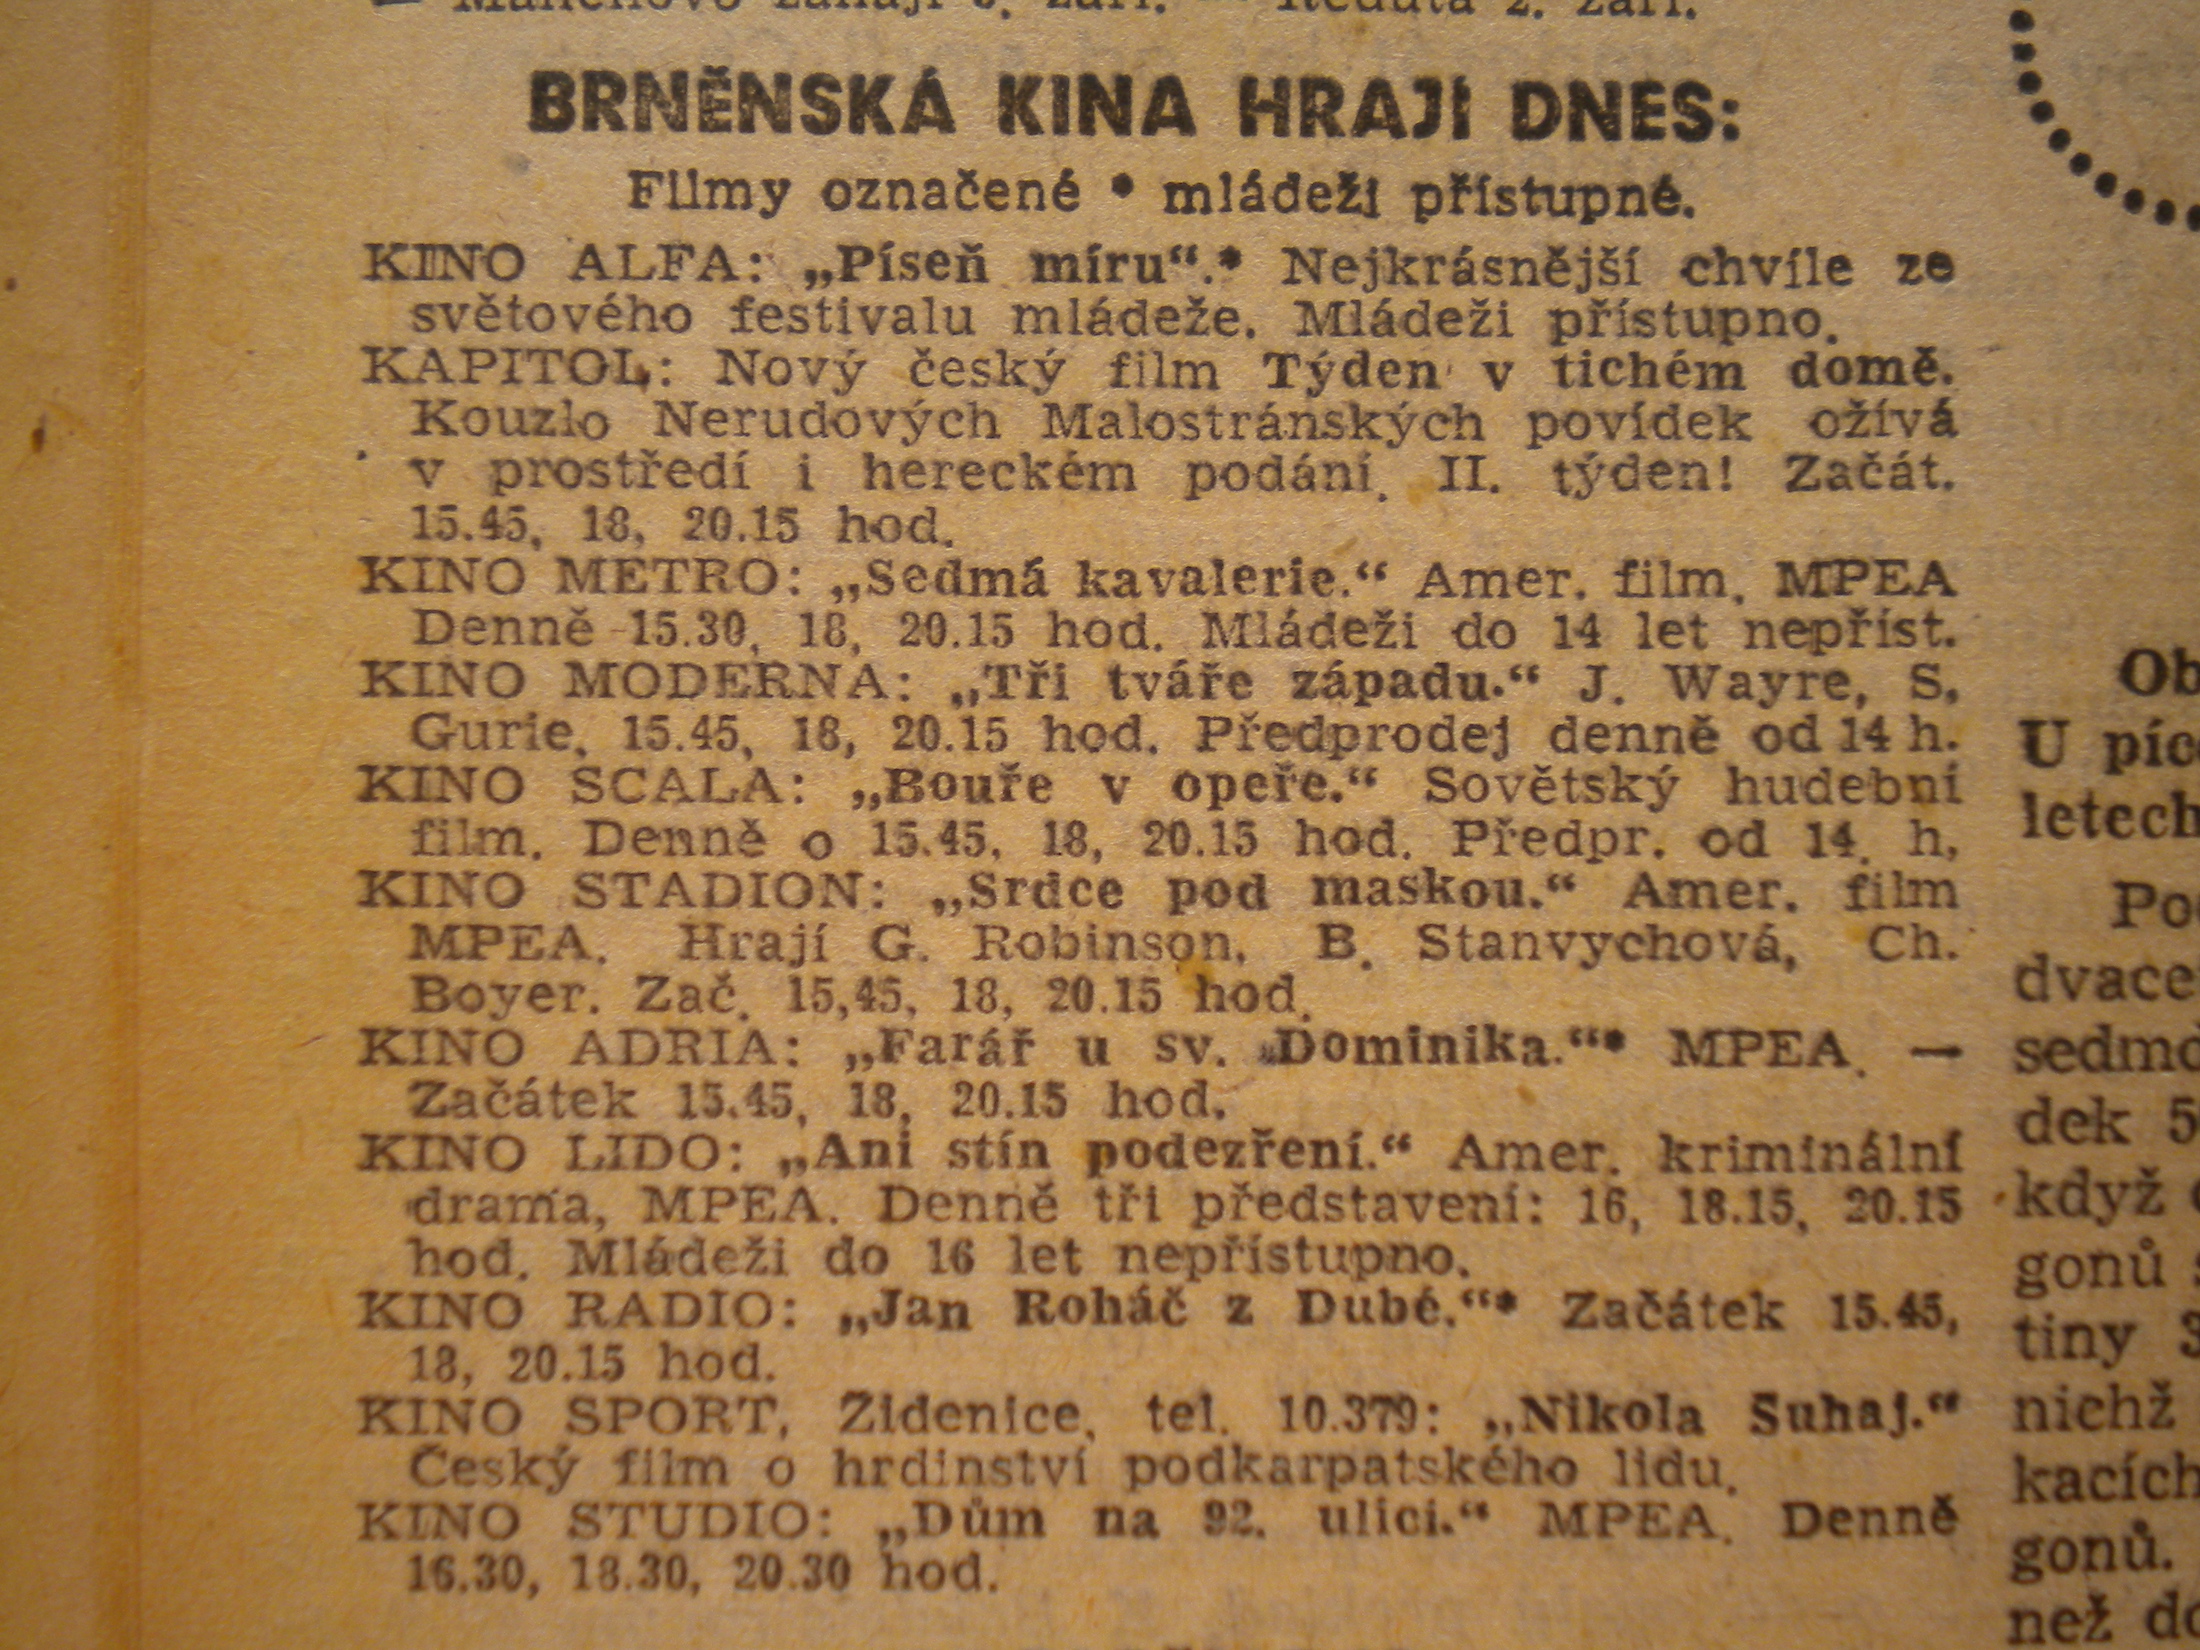 září. — Reduta 2. září.
BRNĚNSKÁ KINA HRAJÍ DNES:
Filmy označené • mládeži přístupné.
KINO ALFA: „Píseň míru“.• Nejkrásnější chvíle ze
světového festivalu mládeže. Mládeži přístupno.
KAPITOL: Nový český film Týden v tichém domě.
Kouzlo Nerudových Malostránských povídek ožívá
v prostředí i hereckém podání. II. týden! Začát.
15.45, 18, 20.15 hod.
KINO METRO: „Sedmá kavalerie.“ Amer. film. MPEA
Denně 15.30, 18, 20.15 hod. Mládeži do 14 let nepříst.
KINO MODERNA: „Tři tváře západu.“ J. Wayre, S.
Gurie. 15.45, 18, 20.15 hod. Předprodej denně od 14 h.
KINO SCALA: „Bouře v opeře.“ Sovětský hudební
film. Denně o 15.45, 18, 20.15 hod. Předpr. od 14. h.
KINO STADION: „Srdce pod maskou.“ Amer. film
MPEA. Hrají G. Robinson, B. Stanvychová, Ch.
Boyer. Zač. 15,45, 18, 20.15 hod.
KINO ADRIA: „Farář u sv. Dominika.“• MPEA. —
Začátek 15.45, 18, 20.15 hod.
KINO LIDO: „Ani stín podezření.“ Amer. kriminální
drama, MPEA. Denně tři představení: 16, 18.15, 20.15
hod. Mládeži do 16 let nepřístupno.
KINO RADIO: „Jan Roháč z Dubé.“• Začátek 15.45,
18, 20.15 hod.
KINO SPORT, Židenice, tel. 10.379: „Nikola Suhaj.“
Český film o hrdinství podkarpatského lidu.
KINO STUDIO: „Dům na 92. ulici.“ MPEA. Denně
16.30, 18.30, 20.30 hod.
Ob
U píc
letech
Po
dvace
sedmd
dek 5
když
gonů
tiny 3
nichž
kacích
gonů.
než do